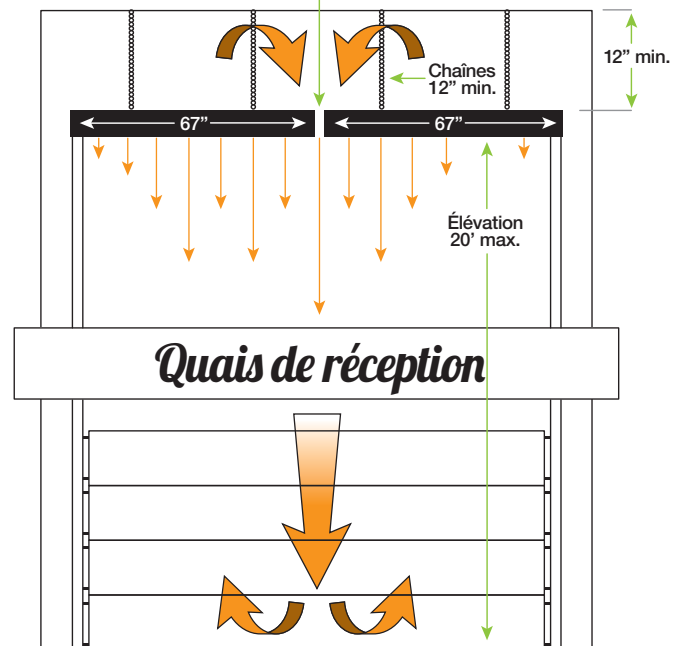 12” min.
Chaînes
12” min.
67”
67”
Élévation
20’ max.
Quais de réception